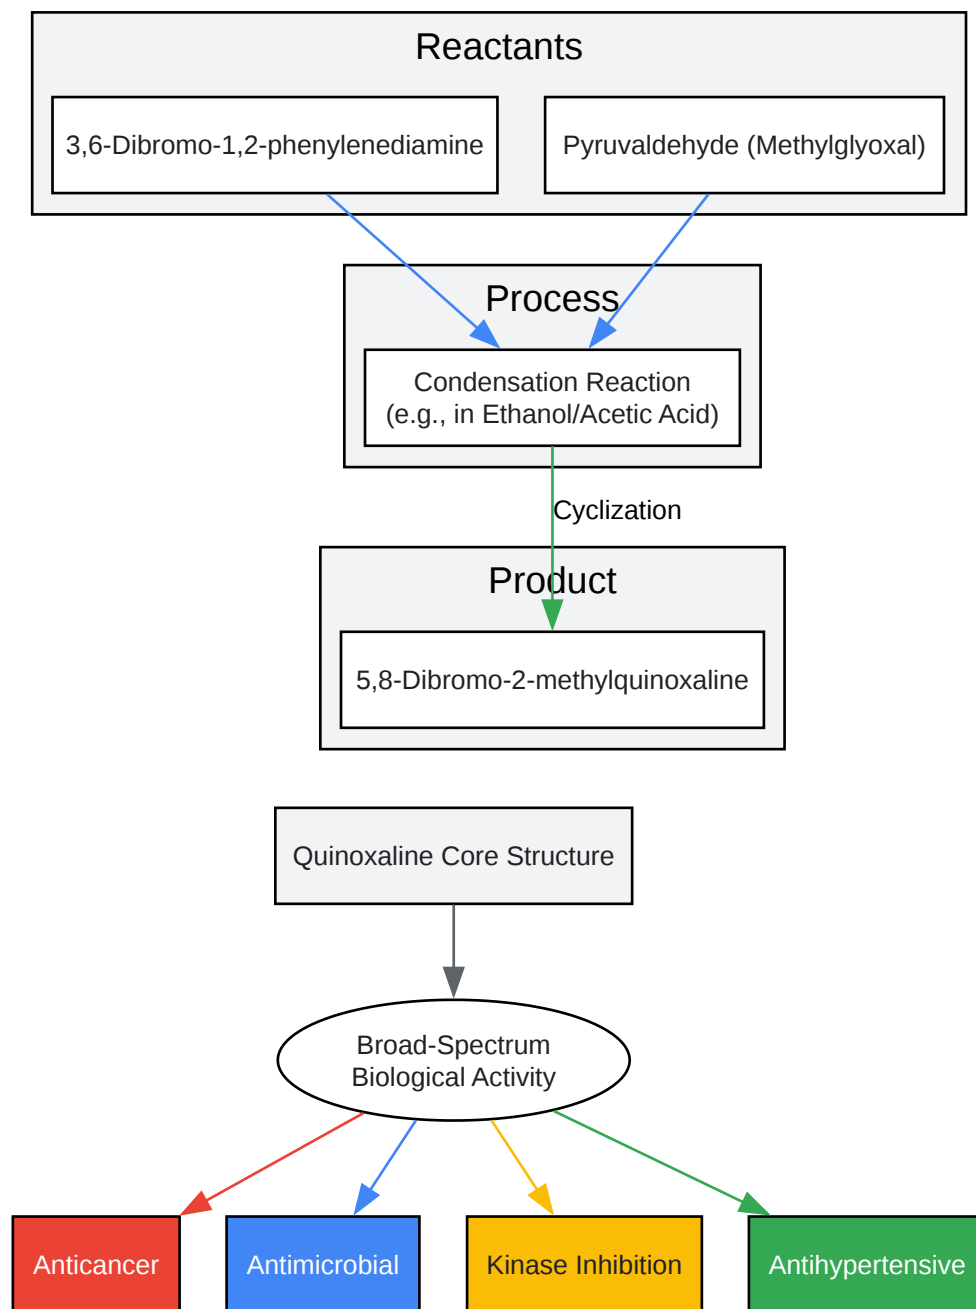 Reactants
3,6-Dibromo-1,2-phenylenediamine
Pyruvaldehyde (Methylglyoxal)
Process
Condensation Reaction
(e.g., in Ethanol/Acetic Acid)
Cyclization
Product
5,8-Dibromo-2-methylquinoxaline
Quinoxaline Core Structure
Broad-Spectrum
Biological Activity
Anticancer
Antimicrobial
Kinase Inhibition
Antihypertensive